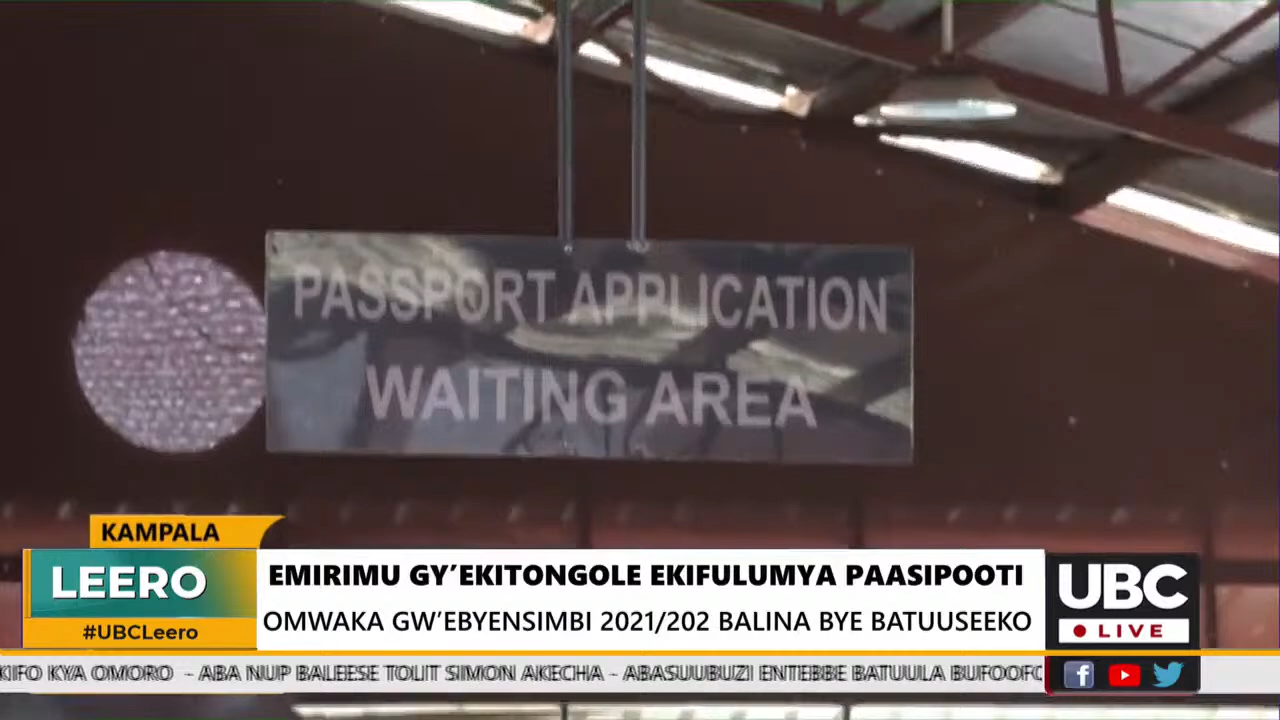 PASSPORT APPLICATION
WAITING AREA
KAMPALA
LEERO
#UBCLeero
EMIRIMU GY'EKITONGOLE EKIFULUMYA PAASIPOOTI
OMWAKA GW'EBYENSIMBI 2021/202 BALINA BYE BATUUSEEKO
UBC
LIVE
KIFO KYA OMORO - ABA NUP BALEESE TOLIT SIMON AKECHA - ABASUUBUZI ENTEBBE BATUULA BUFOOFO